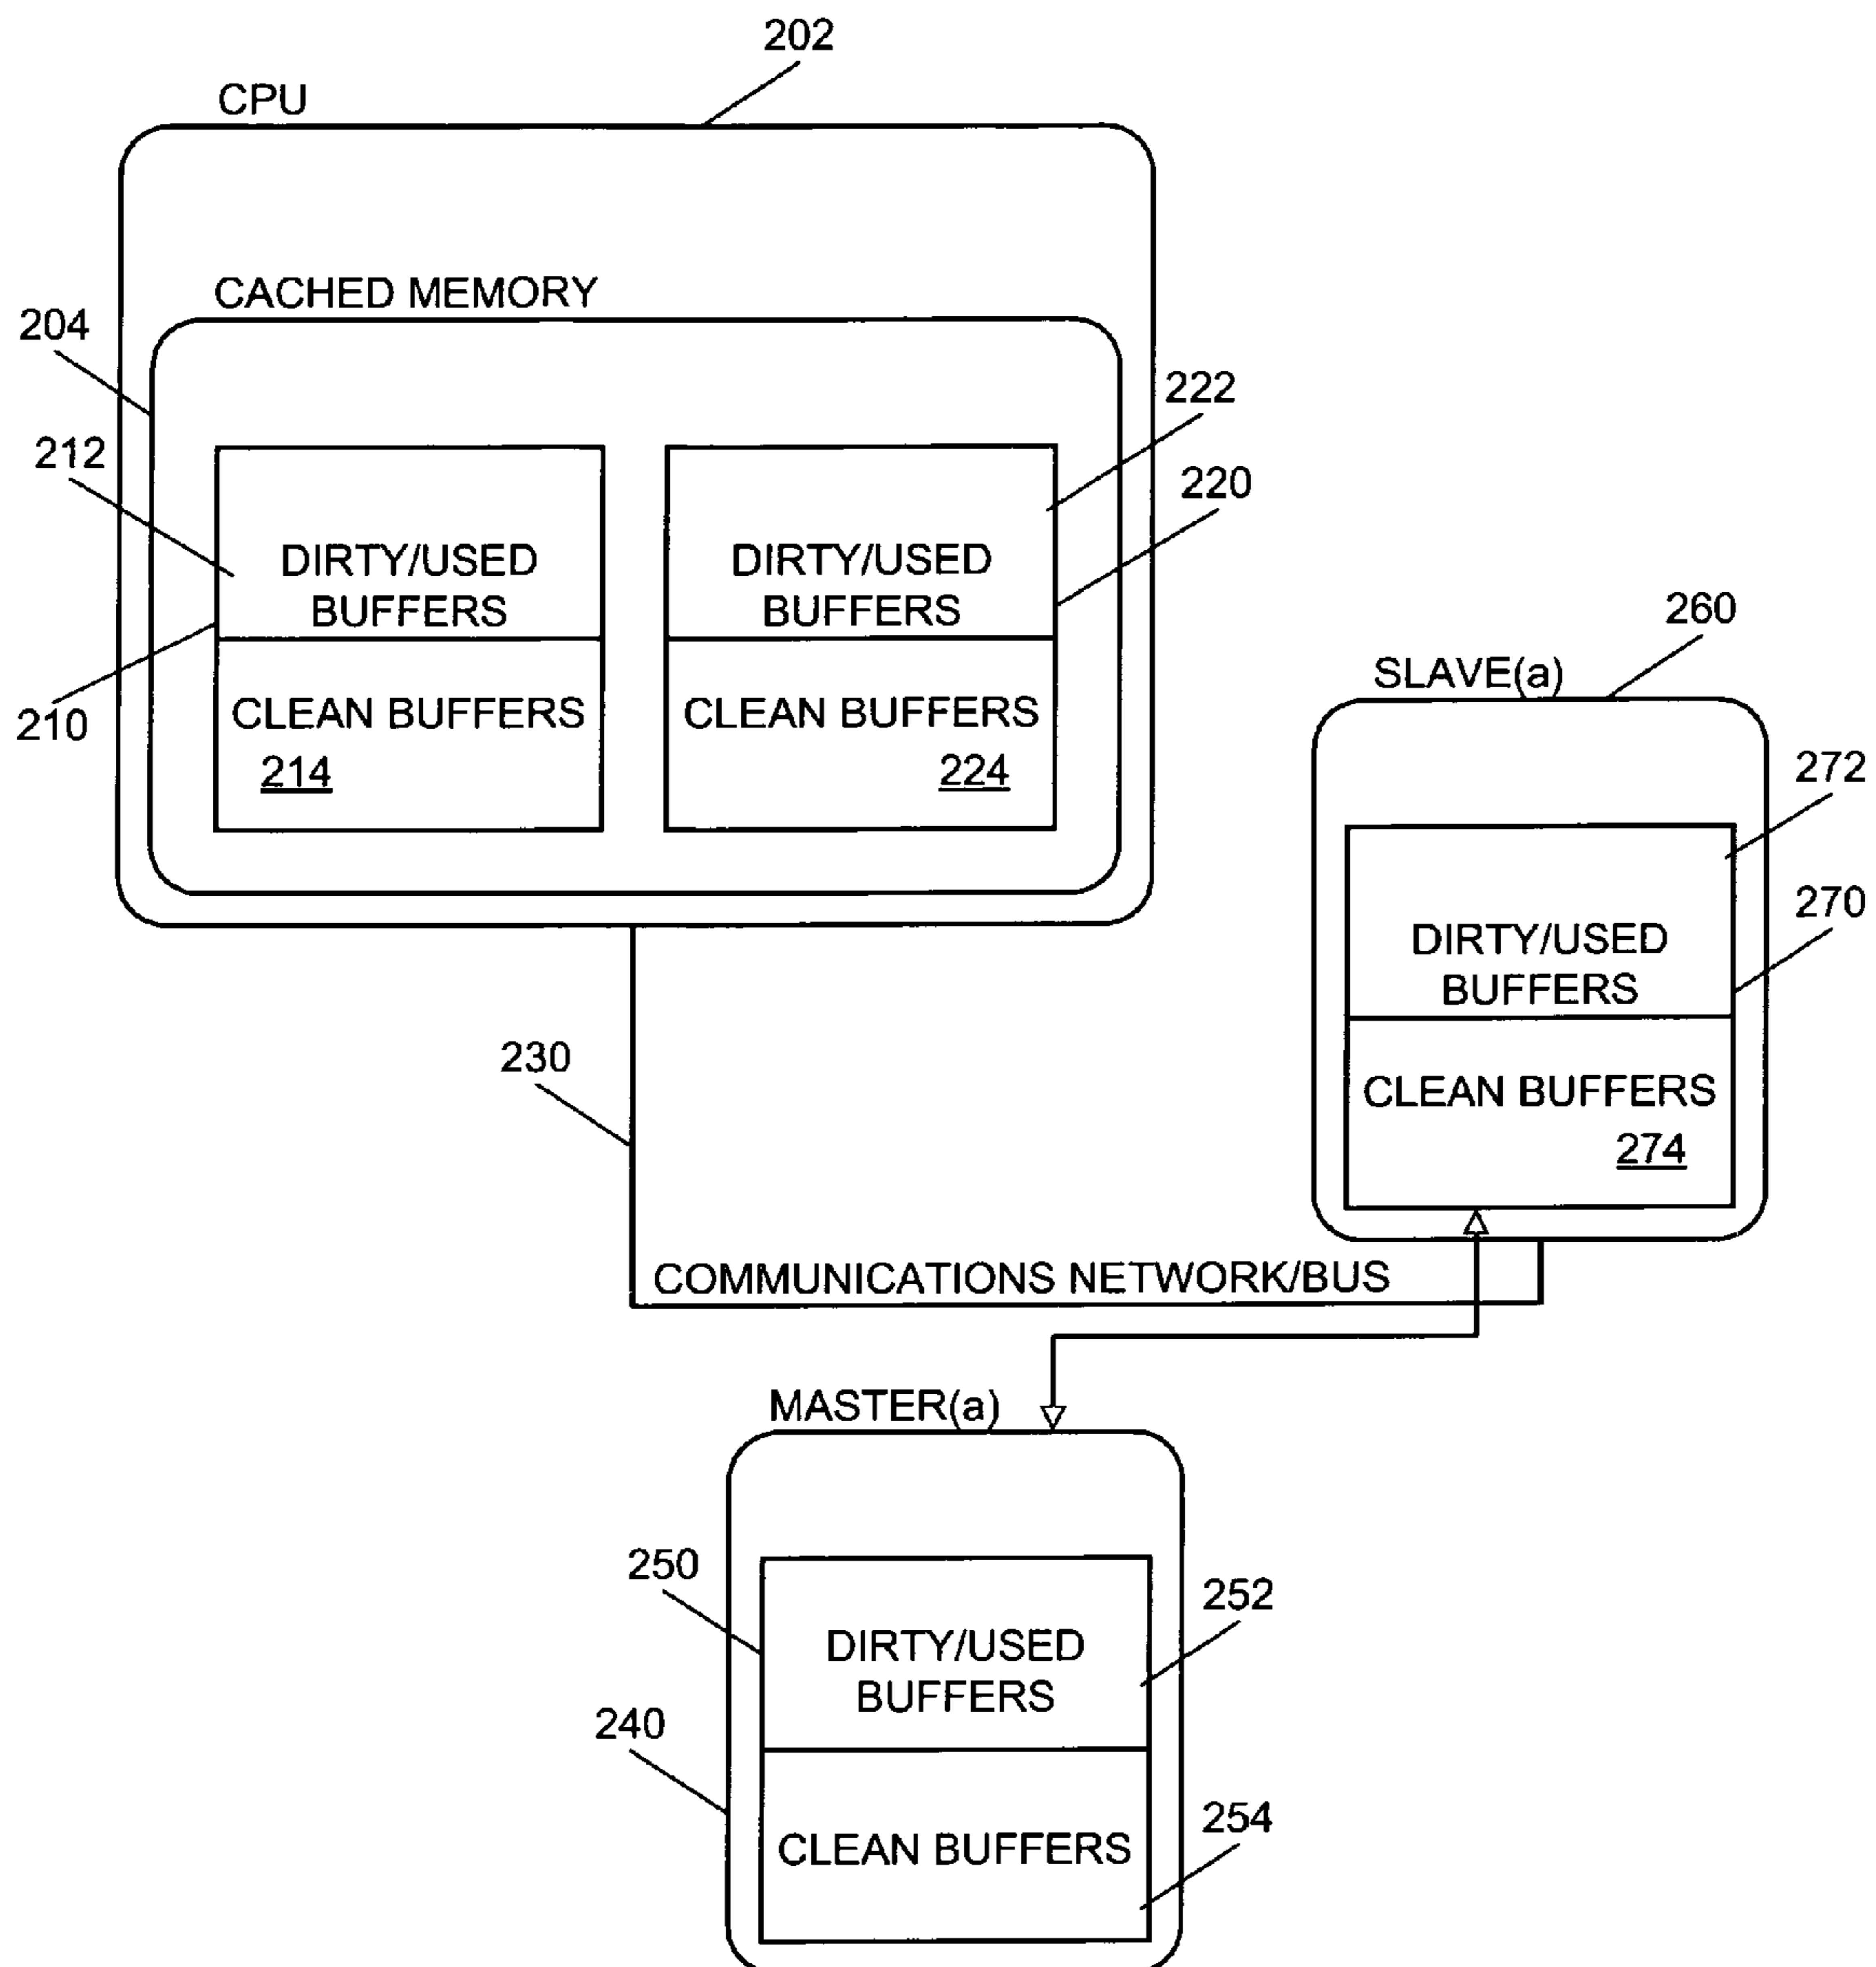 202
CPU
CACHED MEMORY
204
222
212
220
DIRTY/USED
BUFFERS
DIRTY/USED
BUFFERS
210
CLEAN BUFFERS
214
CLEAN BUFFERS
224
260
SLAVE(a)
272
270
DIRTY/USED
BUFFERS
230
CLEAN BUFFERS
274
COMMUNICATIONS NETWORK/BUS
MASTER(a)
250
252
DIRTY/USED
BUFFERS
240
254
CLEAN BUFFERS